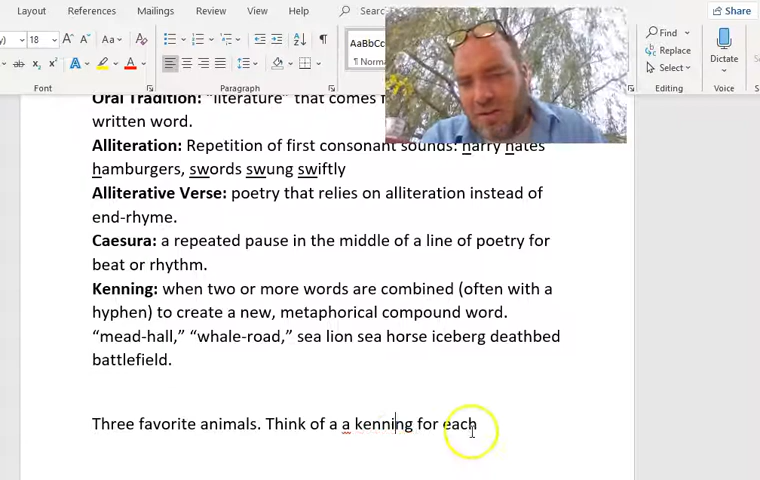 Layout References Mailings Review View Help Searc Share
18 A A Aa A AaBbCc Find
Replace
ab x x A A Norm Select Dictate
Font Paragraph Editing Voice
Oral Tradition: "literature" that comes f
written word.
Alliteration: Repetition of first consonant sounds: harry hates
hamburgers, swords swung swiftly
Alliterative Verse: poetry that relies on alliteration instead of
end-rhyme.
Caesura: a repeated pause in the middle of a line of poetry for
beat or rhythm.
Kenning: when two or more words are combined (often with a
hyphen) to create a new, metaphorical compound word.
“mead-hall,” “whale-road,” sea lion sea horse iceberg deathbed
battlefield.
Three favorite animals. Think of a a kenning for each